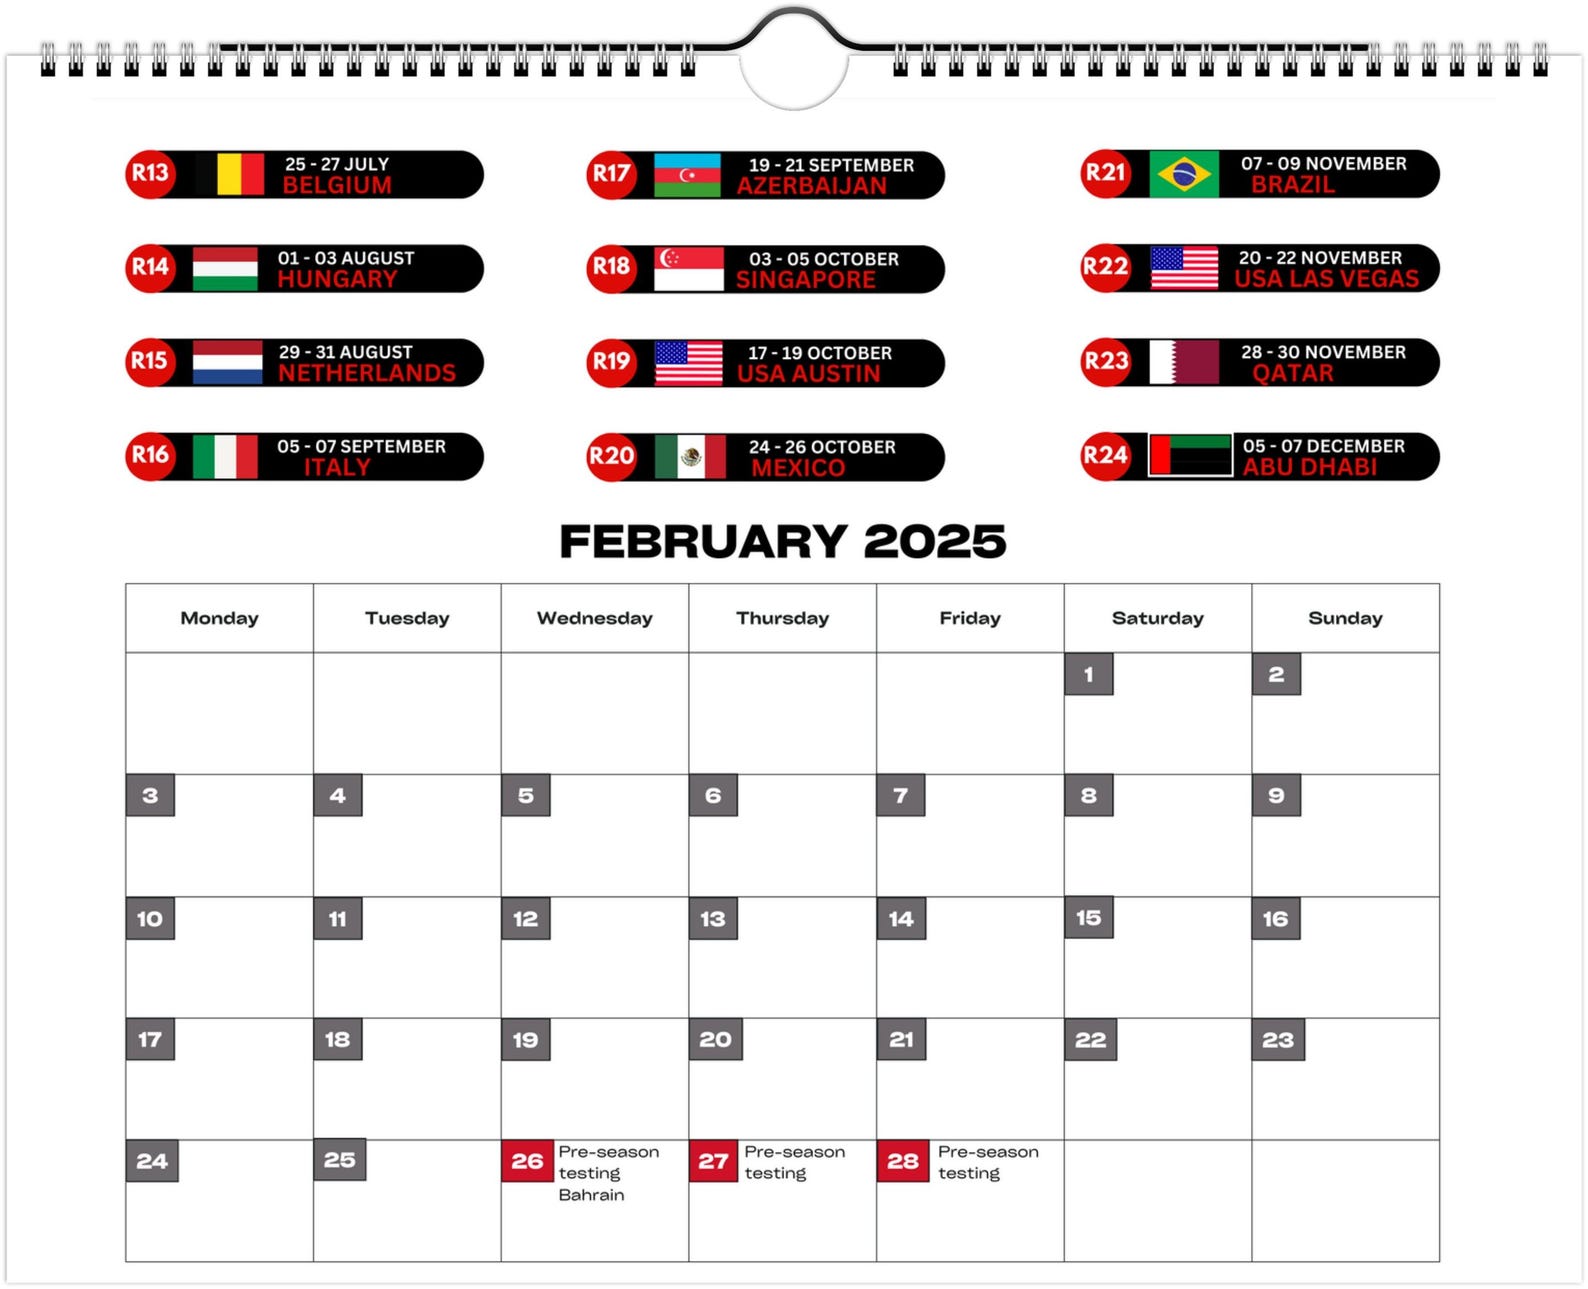 R13
25 - 27 JULY
BELGIUM
R14
01 - 03 AUGUST
HUNGARY
R15
29 - 31 AUGUST
NETHERLANDS
R16
05 - 07 SEPTEMBER
ITALY
R17
19 - 21 SEPTEMBER
AZERBAIJAN
R18
03 - 05 OCTOBER
SINGAPORE
R19
17 - 19 OCTOBER
USA AUSTIN
R20
24 - 26 OCTOBER
MEXICO
R21
07 - 09 NOVEMBER
BRAZIL
R22
20 - 22 NOVEMBER
USA LAS VEGAS
R23
28 - 30 NOVEMBER
QATAR
R24
05 - 07 DECEMBER
ABU DHABI
FEBRUARY 2025
Monday Tuesday Wednesday Thursday Friday Saturday Sunday
1 2
3 4 5 6 7 8 9
10 11 12 13 14 15 16
17 18 19 20 21 22 23
24 25
26 Pre-season
testing
Bahrain
27 Pre-season
testing
28 Pre-season
testing